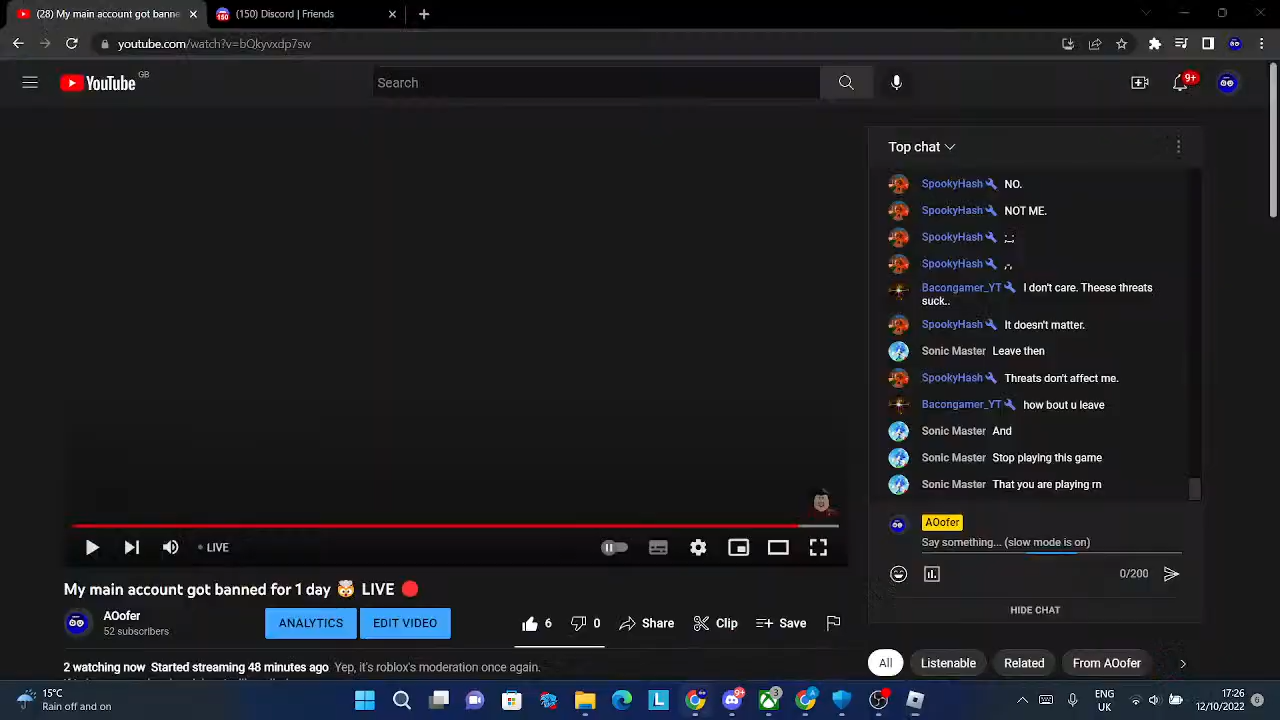 (28) My main account got banne
(150) Discord | Friends
youtube.com/watch?v=bQkyvxdp7sw
YouTube GB
Search
9+
Top chat
SpookyHash NO.
SpookyHash NOT ME.
SpookyHash
SpookyHash
Bacongamer_YT I don't care. Theese threats
suck..
SpookyHash It doesn't matter.
Sonic Master Leave then
SpookyHash Threats don't affect me.
Bacongamer_YT how bout u leave
Sonic Master And
Sonic Master Stop playing this game
Sonic Master That you are playing rn
AOofer
Say something... (slow mode is on)
0/200
HIDE CHAT
LIVE
My main account got banned for 1 day 🤯 LIVE 🔴
AOofer
52 subscribers
ANALYTICS
EDIT VIDEO
6
0
Share
Clip
Save
2 watching now Started streaming 48 minutes ago Yep, it's roblox's moderation once again.
All
Listenable
Related
From AOofer
15°C
Rain off and on
ENG
UK
17:26
12/10/2022